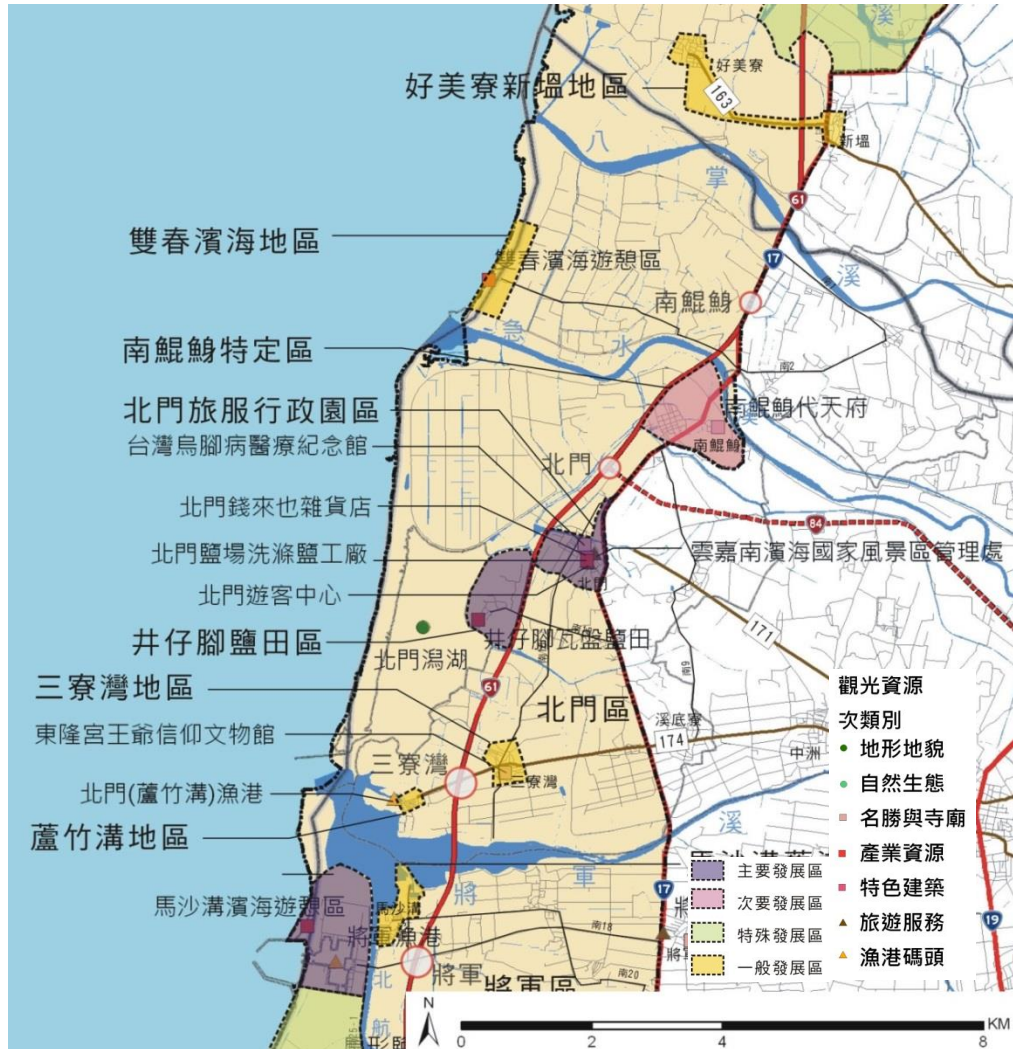 溪
好美寮
好美寮新塭地區
163
新塭
八
掌
溪
61
17
雙春濱海地區
雙春濱海遊憩區
南鯤鯓
急
水
溪
南鯤鯓特定區
南2
北門旅服行政園區
南鯤鯓代天府
台灣烏腳病醫療紀念館
南鯤鯓
北門
北門錢來也雜貨店
84
北門鹽場洗滌鹽工廠
雲嘉南濱海國家風景區管理處
北門
北門遊客中心
171
井仔腳鹽田區
井仔腳瓦盤鹽田
北門潟湖
南9
三寮灣地區
61
北門區
溪底寮
174
中洲
東隆宮王爺信仰文物館
三寮灣
三寮灣
北門(蘆竹溝)漁港
蘆竹溝地區
溪
軍
將
馬沙溝濱海遊憩區
馬沙溝
17
將軍漁港
南18
19
將軍
南20
北
航
將軍區
觀光資源
次類別
地形地貌
自然生態
名勝與寺廟
產業資源
特色建築
旅遊服務
漁港碼頭
主要發展區
次要發展區
特殊發展區
一般發展區
N
KM
0 2 4 8